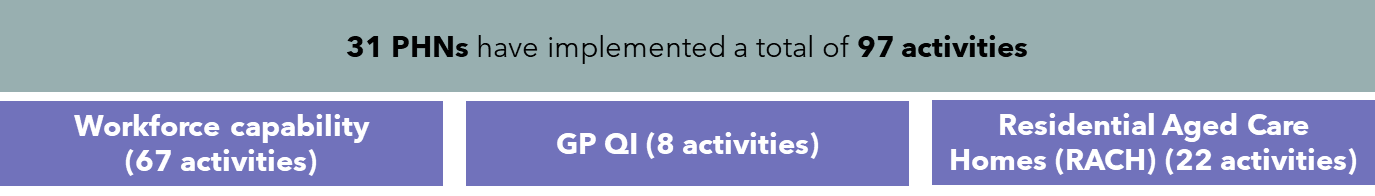 31 PHNs have implemented a total of 97 activities
Workforce capability
(67 activities)
GP QI (8 activities)
Residential Aged Care
Homes (RACH) (22 activities)